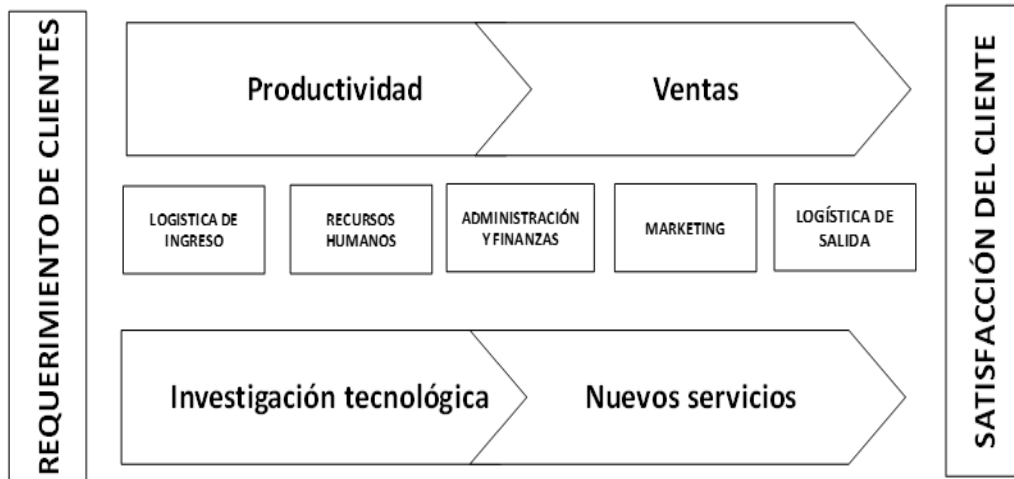 REQUERIMIENTO DE CLIENTES
Productividad
Ventas
LOGISTICA DE
INGRESO
RECURSOS
HUMANOS
ADMINISTRACIÓN
Y FINANZAS
MARKETING
LOGÍSTICA DE
SALIDA
Investigación tecnológica
Nuevos servicios
SATISFACCIÓN DEL CLIENTE